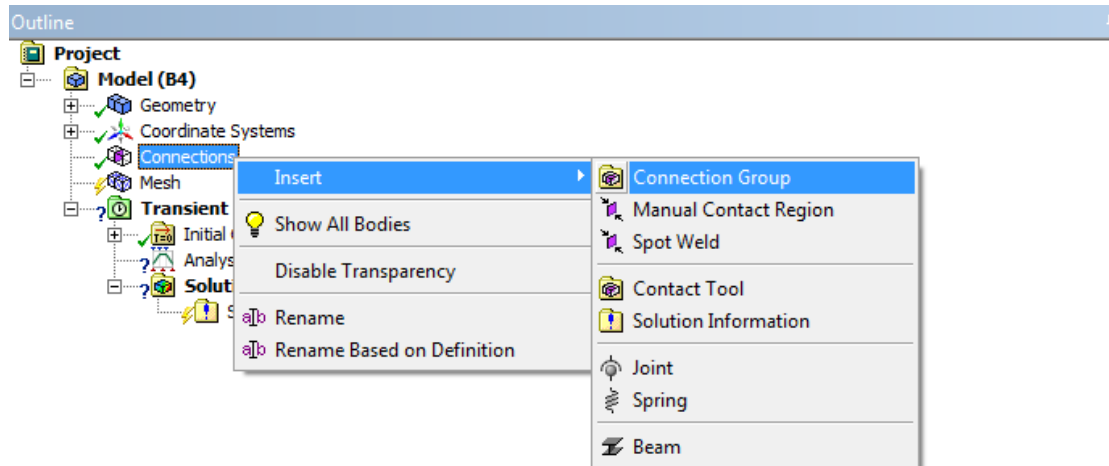 Outline
Project
Model (B4)
Geometry
Coordinate Systems
Connections
Mesh
Transient
Initial
Analys
Soluti
S
Insert
Show All Bodies
Disable Transparency
Rename
Rename Based on Definition
Connection Group
Manual Contact Region
Spot Weld
Contact Tool
Solution Information
Joint
Spring
Beam